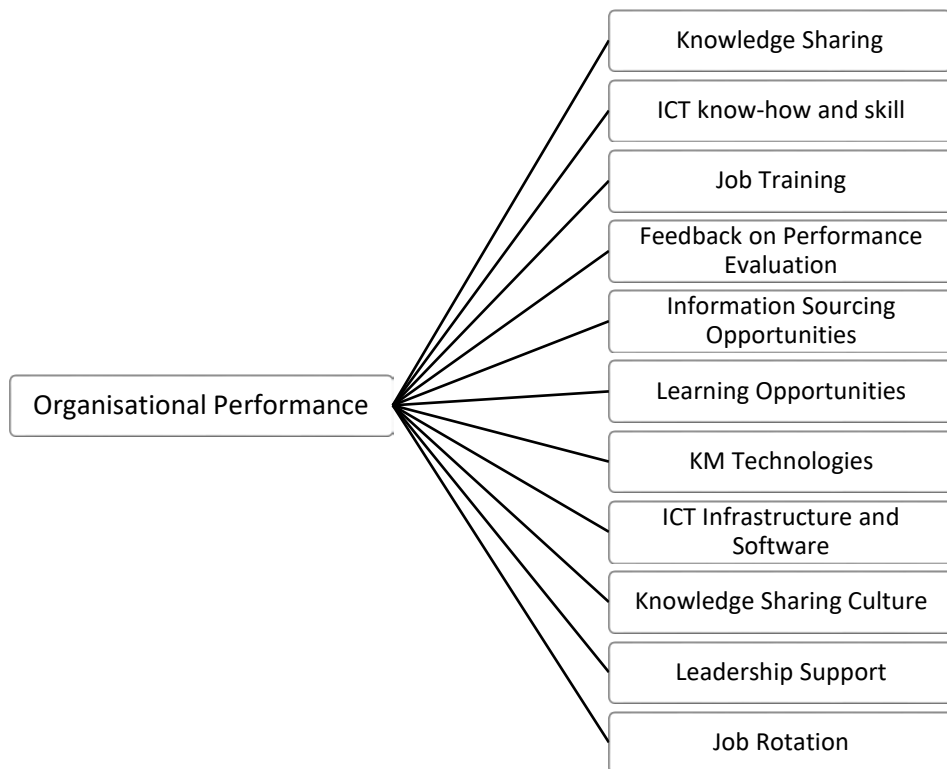 Knowledge Sharing
ICT know-how and skill
Job Training
Feedback on Performance
Evaluation
Information Sourcing
Opportunities
Organisational Performance
Learning Opportunities
KM Technologies
ICT Infrastructure and
Software
Knowledge Sharing Culture
Leadership Support
Job Rotation